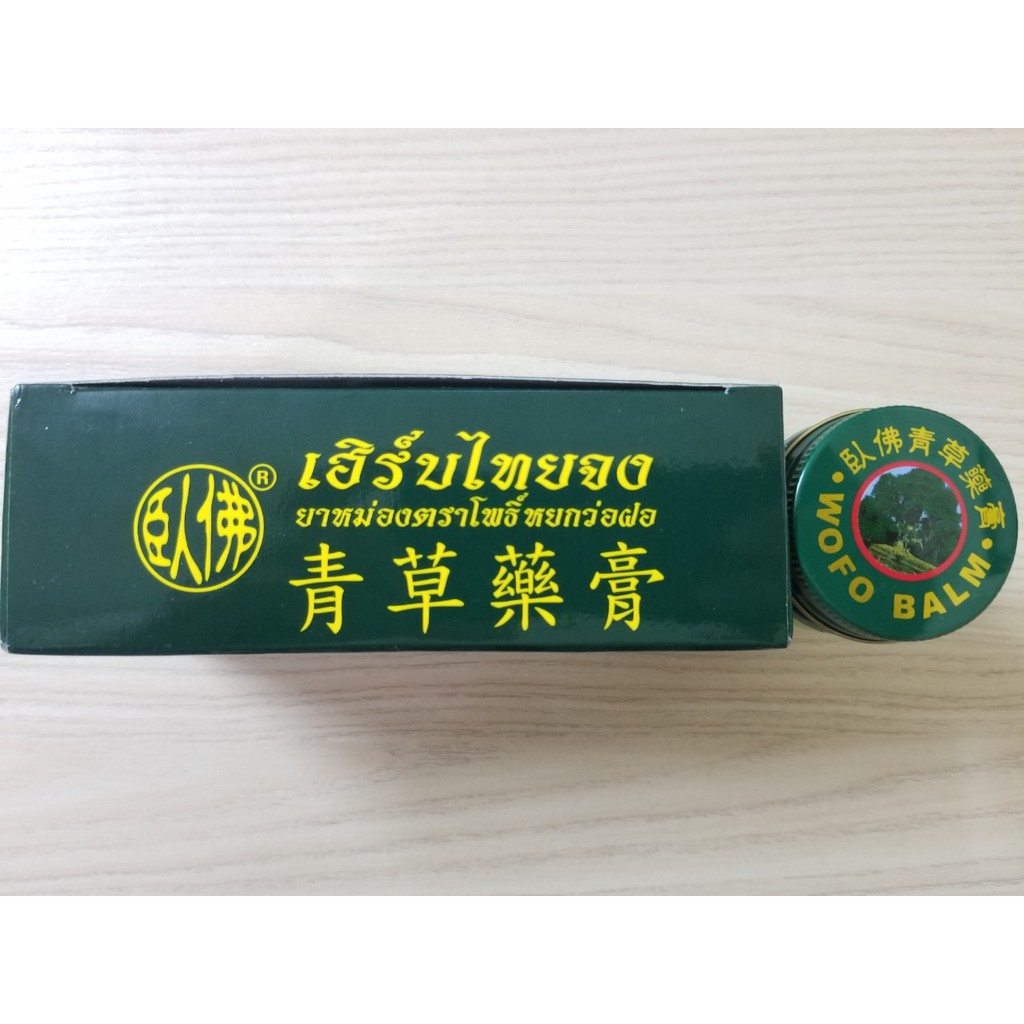 臥佛®
เฮิร์บไทยจง
ยาหม่องตราโพธิ์หยกว่อฝอ
青草藥膏
•臥佛青草藥膏•
WOFO BALM